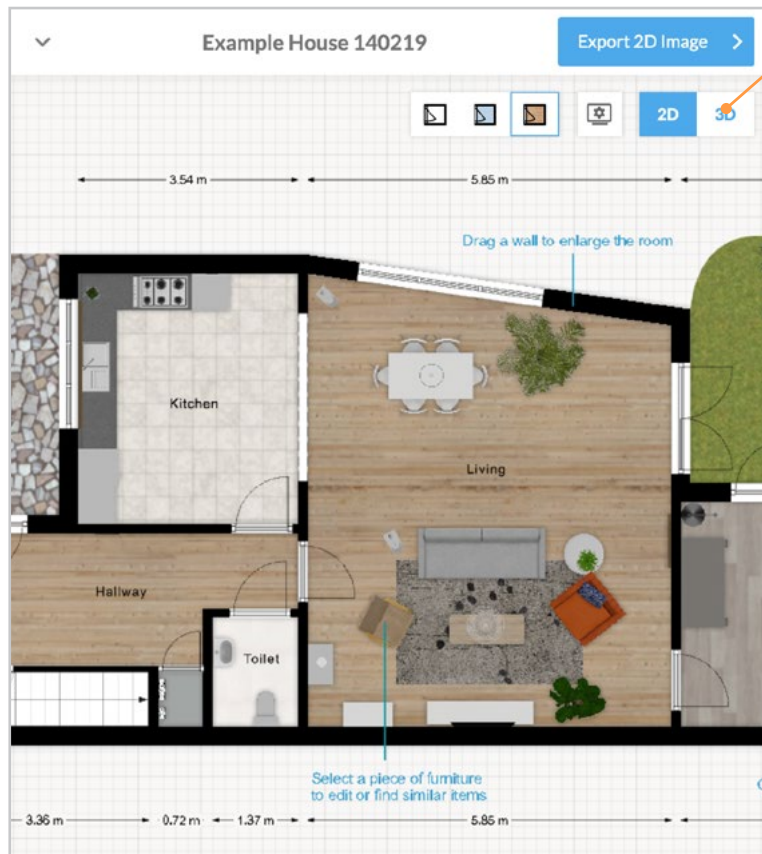 Example House 140219
Export 2D Image
2D
3D
3.54 m
5.85 m
Drag a wall to enlarge the room
Kitchen
Living
Hallway
Toilet
Select a piece of furniture
to edit or find similar items
3.36 m
0.72 m
1.37 m
5.85 m